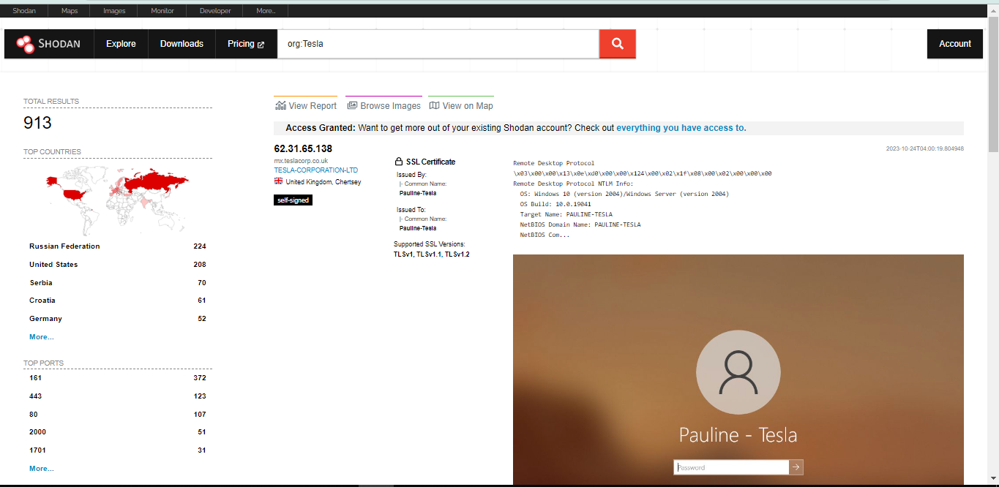 Shodan Maps Images Monitor Developer More...
SHODAN Explore Downloads Pricing org:Tesla Account
TOTAL RESULTS
913
TOP COUNTRIES
Russian Federation 224
United States 208
Serbia 70
Croatia 61
Germany 52
More...
TOP PORTS
161 372
443 123
80 107
2000 51
1701 31
More...
View Report Browse Images View on Map
Access Granted: Want to get more out of your existing Shodan account? Check out everything you have access to.
62.31.65.138
mx.teslacorp.co.uk
TESLA-CORPORATION-LTD
United Kingdom, Chertsey
self-signed
SSL Certificate
Issued By:
|- Common Name:
Pauline-Tesla
Issued To:
|- Common Name:
Pauline-Tesla
Supported SSL Versions:
TLSv1, TLSv1.1, TLSv1.2
2023-10-24T04:00:19.804948
Remote Desktop Protocol
\x03\x00\x00\x13\x0e\xd0\x00\x00\x124\x00\x02\x1f\x08\x00\x02\x00\x00\x00
Remote Desktop Protocol NTLM Info:
OS: Windows 10 (version 2004)/Windows Server (version 2004)
OS Build: 10.0.19041
Target Name: PAULINE-TESLA
NetBIOS Domain Name: PAULINE-TESLA
NetBIOS Com...
Pauline - Tesla
Password